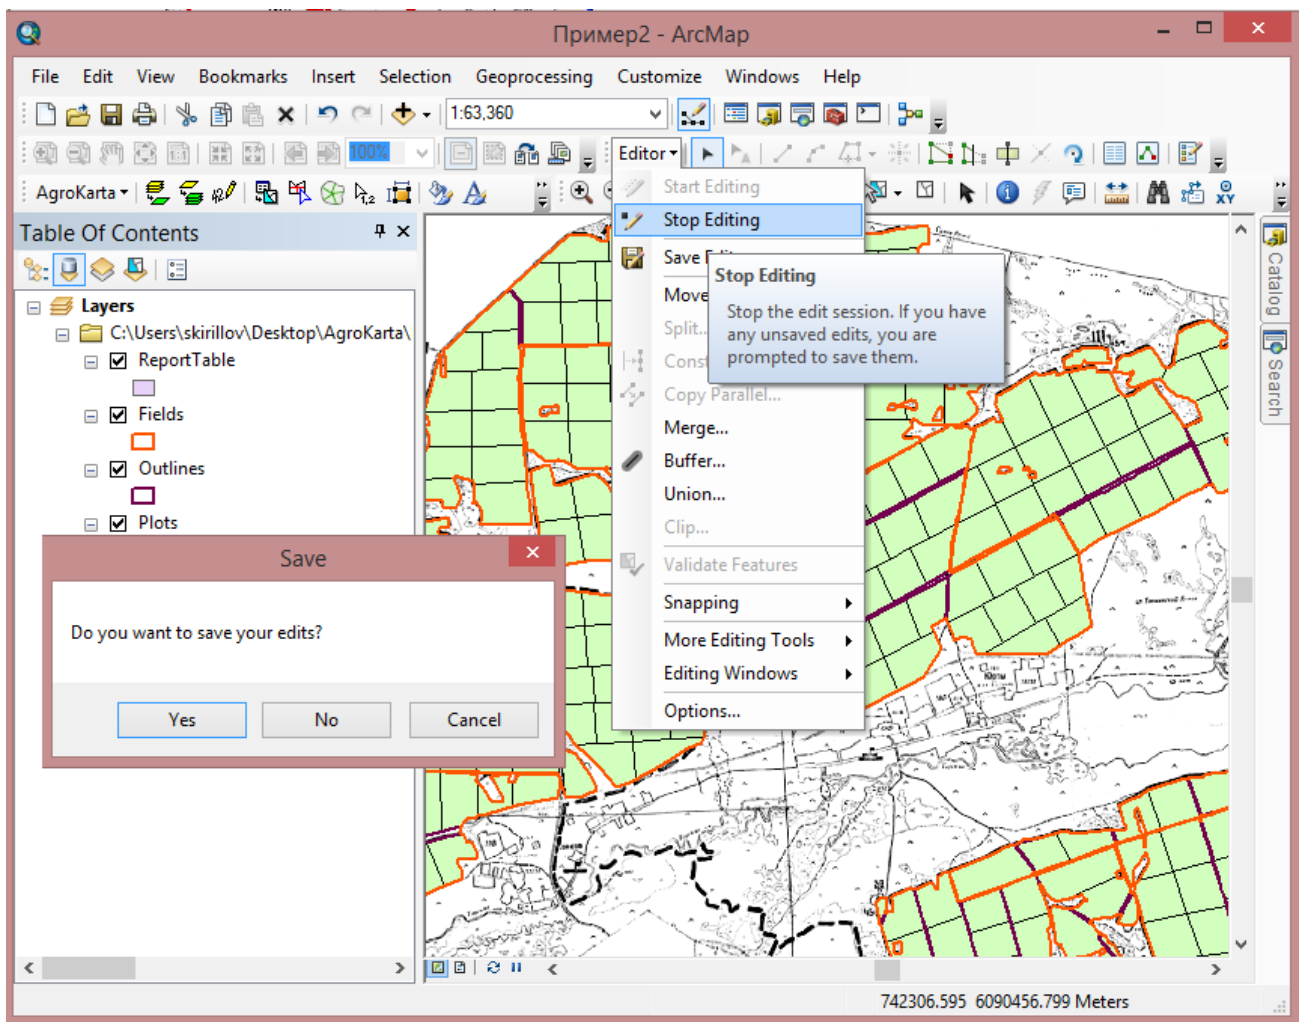 Пример2 - ArcMap
File Edit View Bookmarks Insert Selection Geoprocessing Customize Windows Help
1:63,360
100% Editor
AgroKarta
Table Of Contents
Layers
C:\Users\skirillov\Desktop\AgroKarta\
ReportTable
Fields
Outlines
Plots
Start Editing
Stop Editing
Save
Move
Split..
Const
Copy Parallel...
Merge...
Buffer...
Union...
Clip...
Validate Features
Snapping
More Editing Tools
Editing Windows
Options...
Stop Editing
Stop the edit session. If you have
any unsaved edits, you are
prompted to save them.
Save
Do you want to save your edits?
Yes No Cancel
Catalog
Search
742306.595 6090456.799 Meters